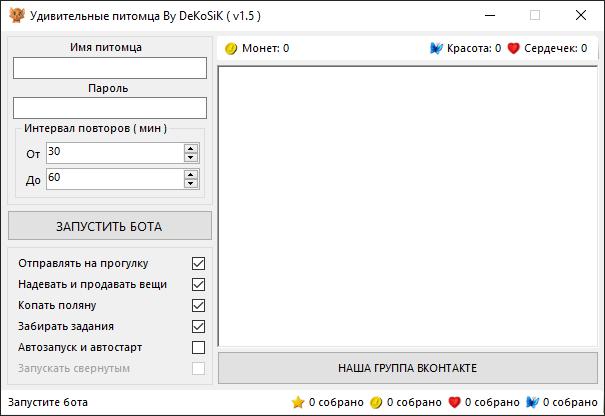 Удивительные питомца By DeKoSiK ( v1.5 )
Имя питомца
Пароль
Интервал повторов ( мин )
От 30
До 60
ЗАПУСТИТЬ БОТА
Отправлять на прогулку
Надевать и продавать вещи
Копать поляну
Забирать задания
Автозапуск и автостарт
Запускать свернутым
Монет: 0 Красота: 0 Сердечек: 0
НАША ГРУППА ВКОНТАКТЕ
Запустите бота 0 собрано 0 собрано 0 собрано 0 собрано